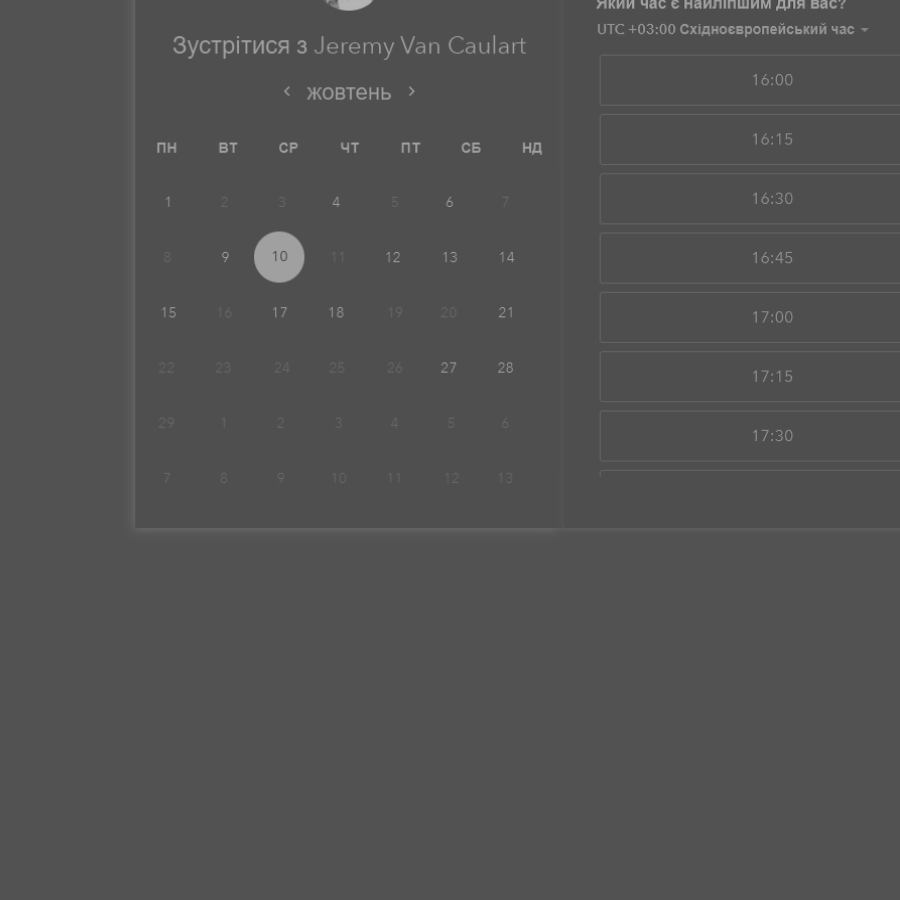 Який час є найліпшим для вас?
UTC +03:00 Східноєвропейський час
Зустрітися з Jeremy Van Caulart
жовтень
ПН ВТ СР ЧТ ПТ СБ НД
1 2 3 4 5 6 7
8 9 10 11 12 13 14
15 16 17 18 19 20 21
22 23 24 25 26 27 28
29 1 2 3 4 5 6
7 8 9 10 11 12 13
16:00
16:15
16:30
16:45
17:00
17:15
17:30